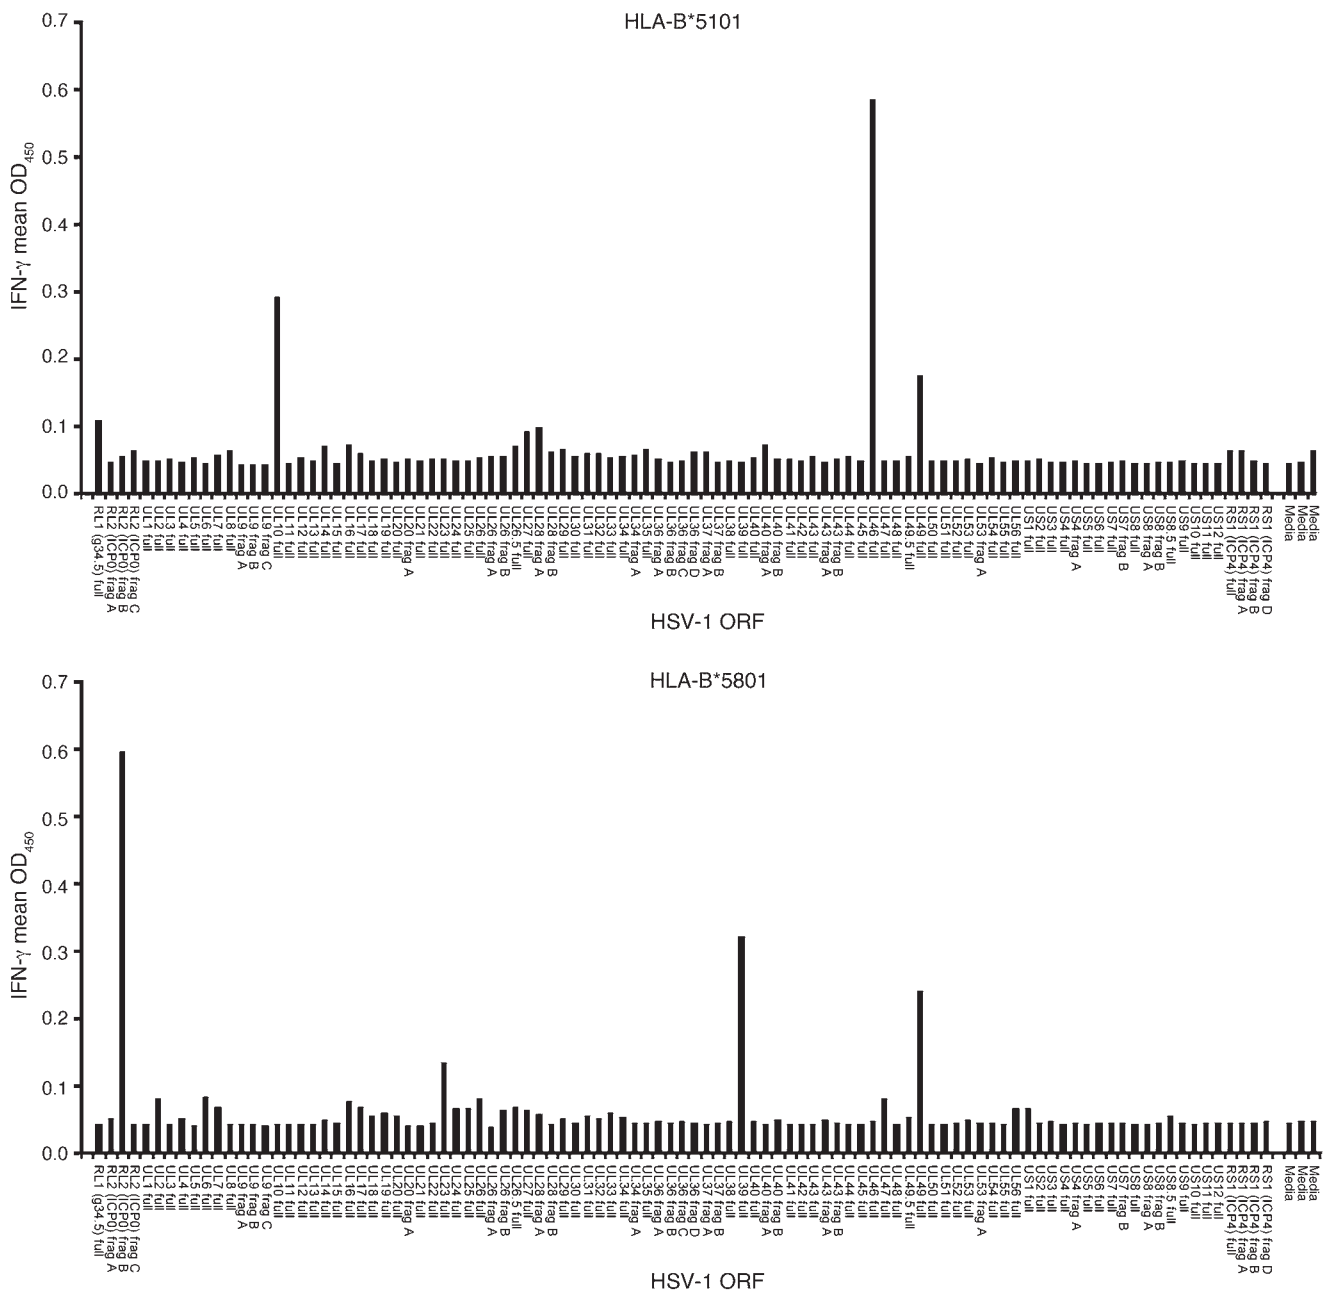 HLA-B*5101
0.7
0.6
0.5
0.4
0.3
0.2
0.1
0.0
IFN-γ mean OD450
RL1 (g34.5) full
RL2 (ICP0) frag A
RL2 (ICP0) frag B
RL2 (ICP0) frag C
UL1 full
UL2 full
UL3 full
UL4 full
UL5 full
UL6 full
UL7 full
UL8 full
UL9 frag A
UL9 frag B
UL9 frag C
UL10 full
UL11 full
UL12 full
UL13 full
UL14 full
UL15 full
UL16 full
UL17 full
UL18 full
UL19 full
UL20 full
UL20 frag A
UL21 full
UL22 full
UL23 full
UL24 full
UL25 full
UL26 full
UL26 frag A
UL26 frag B
UL26.5 full
UL27 full
UL28 frag A
UL28 frag B
UL29 full
UL30 full
UL31 full
UL32 full
UL33 full
UL34 full
UL34 frag A
UL35 full
UL36 frag A
UL36 frag B
UL36 frag C
UL36 frag D
UL37 frag A
UL37 frag B
UL38 full
UL39 full
UL40 full
UL40 frag A
UL40 frag B
UL41 full
UL42 full
UL43 full
UL43 frag A
UL43 frag B
UL44 full
UL45 full
UL46 full
UL47 full
UL48 full
UL49.5 full
UL49 full
UL50 full
UL51 full
UL52 full
UL53 full
UL53 frag A
UL54 full
UL55 full
UL56 full
US1 full
US2 full
US3 full
US4 full
US4 frag A
US5 full
US6 full
US7 full
US7 frag B
US8 full
US8 frag A
US8 frag B
US8.5 full
US9 full
US10 full
US11 full
US12 full
RS1 (ICP4) full
RS1 (ICP4) frag A
RS1 (ICP4) frag B
RS1 (ICP4) frag D
Media
Media
Media
HSV-1 ORF
HLA-B*5801
0.7
0.6
0.5
0.4
0.3
0.2
0.1
0.0
IFN-γ mean OD450
RL1 (g34.5) full
RL2 (ICP0) frag A
RL2 (ICP0) frag B
RL2 (ICP0) frag C
UL1 full
UL2 full
UL3 full
UL4 full
UL5 full
UL6 full
UL7 full
UL8 full
UL9 frag A
UL9 frag B
UL9 frag C
UL10 full
UL11 full
UL12 full
UL13 full
UL14 full
UL15 full
UL16 full
UL17 full
UL18 full
UL19 full
UL20 full
UL20 frag A
UL21 full
UL22 full
UL23 full
UL24 full
UL25 full
UL26 full
UL26 frag A
UL26 frag B
UL26.5 full
UL27 full
UL28 frag A
UL28 frag B
UL29 full
UL30 full
UL31 full
UL32 full
UL33 full
UL34 full
UL34 frag A
UL35 full
UL36 frag A
UL36 frag B
UL36 frag C
UL36 frag D
UL37 frag A
UL37 frag B
UL38 full
UL39 full
UL40 full
UL40 frag A
UL40 frag B
UL41 full
UL42 full
UL43 full
UL43 frag A
UL43 frag B
UL44 full
UL45 full
UL46 full
UL47 full
UL48 full
UL49.5 full
UL49 full
UL50 full
UL51 full
UL52 full
UL53 full
UL53 frag A
UL54 full
UL55 full
UL56 full
US1 full
US2 full
US3 full
US4 full
US4 frag A
US5 full
US6 full
US7 full
US7 frag B
US8 full
US8 frag A
US8 frag B
US8.5 full
US9 full
US10 full
US11 full
US12 full
RS1 (ICP4) full
RS1 (ICP4) frag A
RS1 (ICP4) frag B
RS1 (ICP4) frag D
Media
Media
Media
HSV-1 ORF